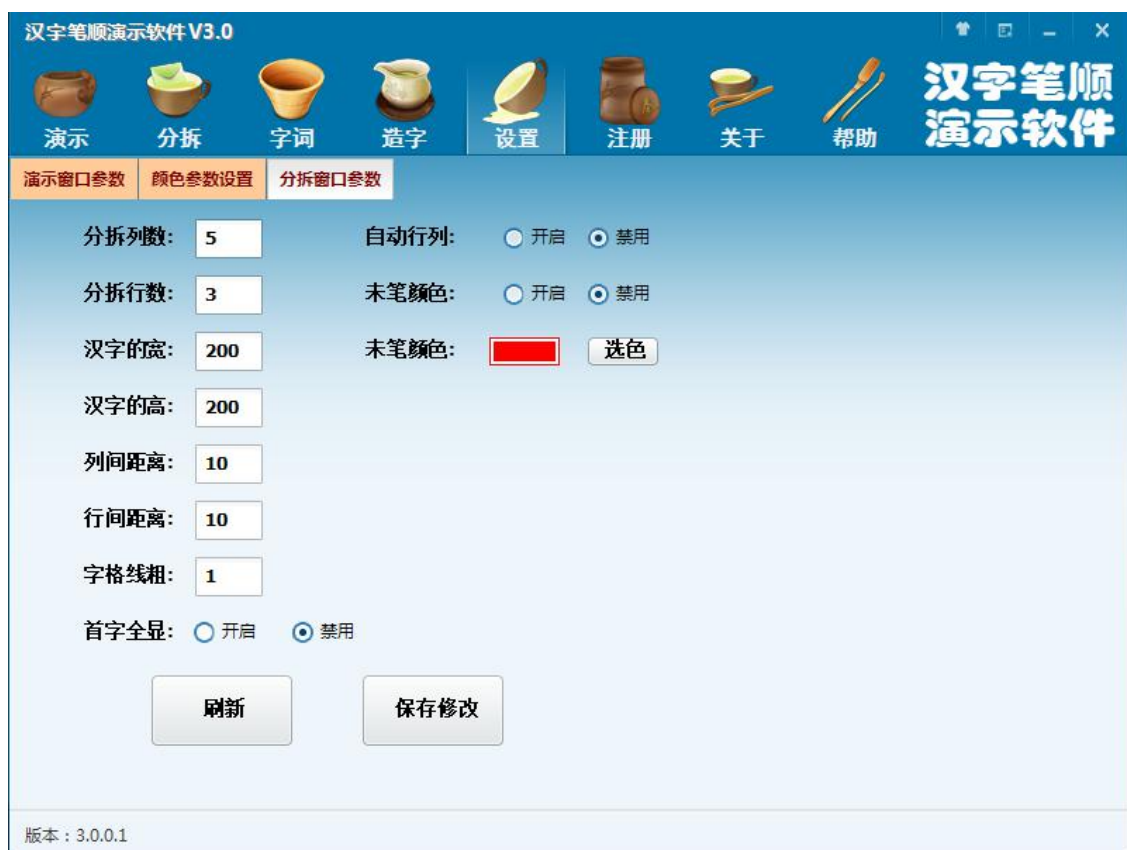 汉字笔顺演示软件V3.0
演示 分拆 字词 造字 设置 注册 关于 帮助
汉字笔顺
演示软件
演示窗口参数 颜色参数设置 分拆窗口参数
分拆列数: 5 自动行列: 开启 禁用
分拆行数: 3 未笔颜色: 开启 禁用
汉字的宽: 200 未笔颜色: 选色
汉字的高: 200
列间距离: 10
行间距离: 10
字格线粗: 1
首字全显: 开启 禁用
刷新 保存修改
版本：3.0.0.1